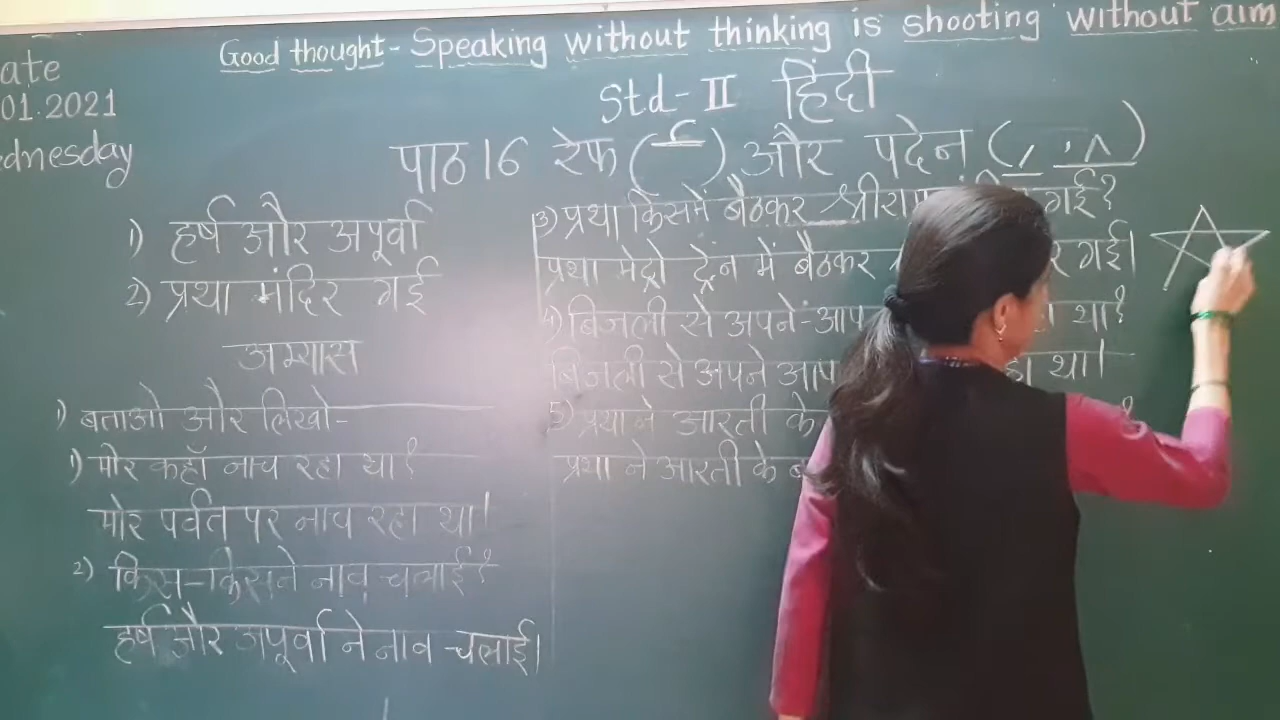 Good thought - Speaking without thinking is shooting without aim
ate
01.2021
dnesday
Std - II हिंदी
पाठ 16 रेफ (र्) और पदेन (
1) हर्ष और अपूर्वा
2) प्रथा मंदिर गई
अभ्यास
1) बताओ और लिखो-
1) मोर कहाँ नाच रहा था?
मोर पर्वत पर नाच रहा था।
2) किस-किसने नाव चलाई?
हर्ष और अपूर्वा ने नाव चलाई।
3) प्रथा किसमें बैठकर श्रीराम गई?
प्रथा मेट्रो ट्रेन में बैठकर गई।
4) बिजली से अपने-आप था?
बिजली से अपने आप था।
5) प्रथा ने आरती के ?
प्रथा ने आरती के